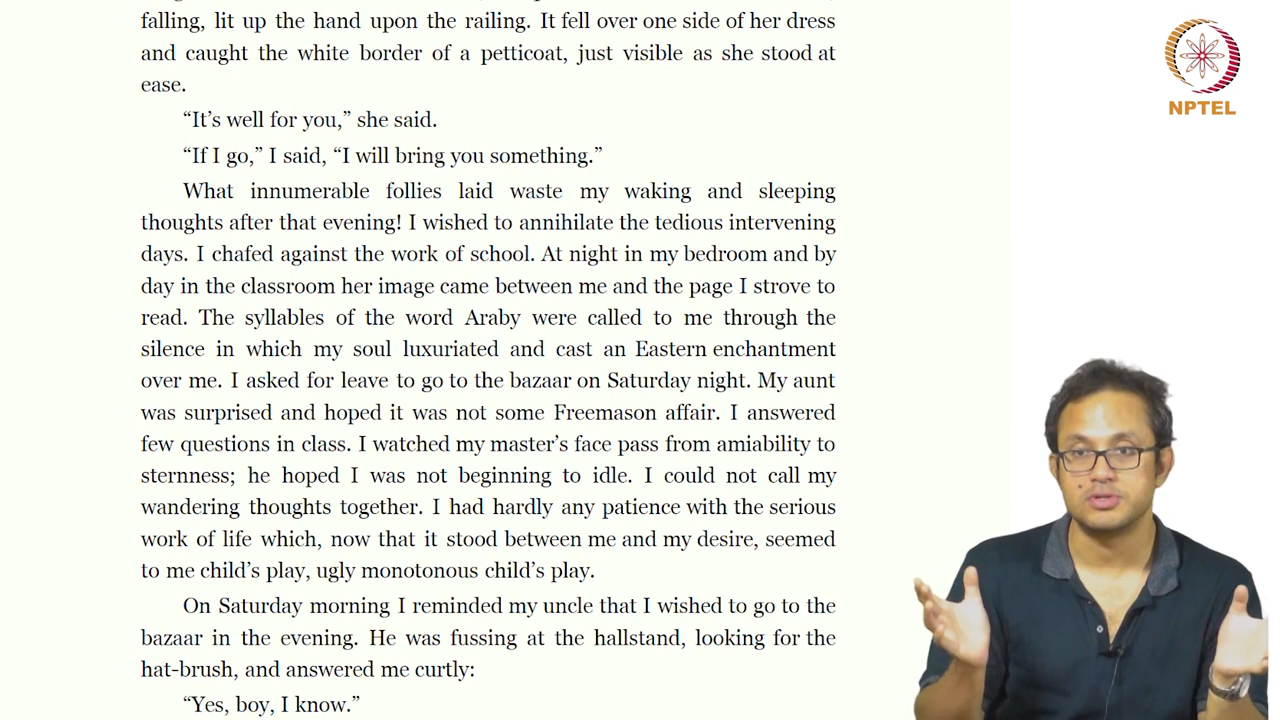 falling, lit up the hand upon the railing. It fell over one side of her dress
and caught the white border of a petticoat, just visible as she stood at
ease.
“It’s well for you,” she said.
“If I go,” I said, “I will bring you something.”
What innumerable follies laid waste my waking and sleeping
thoughts after that evening! I wished to annihilate the tedious intervening
days. I chafed against the work of school. At night in my bedroom and by
day in the classroom her image came between me and the page I strove to
read. The syllables of the word Araby were called to me through the
silence in which my soul luxuriated and cast an Eastern enchantment
over me. I asked for leave to go to the bazaar on Saturday night. My aunt
was surprised and hoped it was not some Freemason affair. I answered
few questions in class. I watched my master’s face pass from amiability to
sternness; he hoped I was not beginning to idle. I could not call my
wandering thoughts together. I had hardly any patience with the serious
work of life which, now that it stood between me and my desire, seemed
to me child’s play, ugly monotonous child’s play.
On Saturday morning I reminded my uncle that I wished to go to the
bazaar in the evening. He was fussing at the hallstand, looking for the
hat-brush, and answered me curtly:
“Yes, boy, I know.”
NPTEL